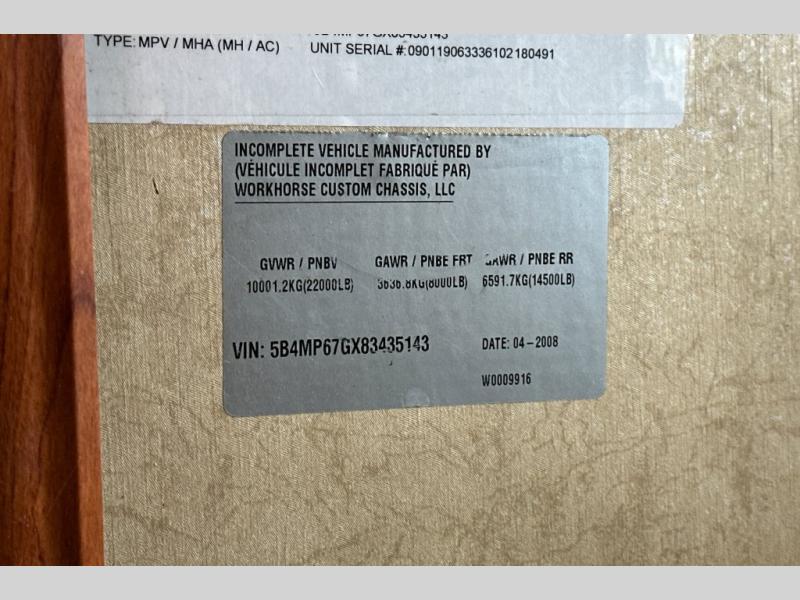 TYPE: MPV / MHA (MH / AC)
UNIT SERIAL #: 090119063336102180491
INCOMPLETE VEHICLE MANUFACTURED BY
(VÉHICULE INCOMPLET FABRIQUÉ PAR)
WORKHORSE CUSTOM CHASSIS, LLC
GVWR / PNBV GAWR / PNBE FRT GAWR / PNBE RR
10001.2KG(22000LB) 3636.8KG(8000LB) 6591.7KG(14500LB)
VIN: 5B4MP67GX83435143 DATE: 04-2008
W0009916